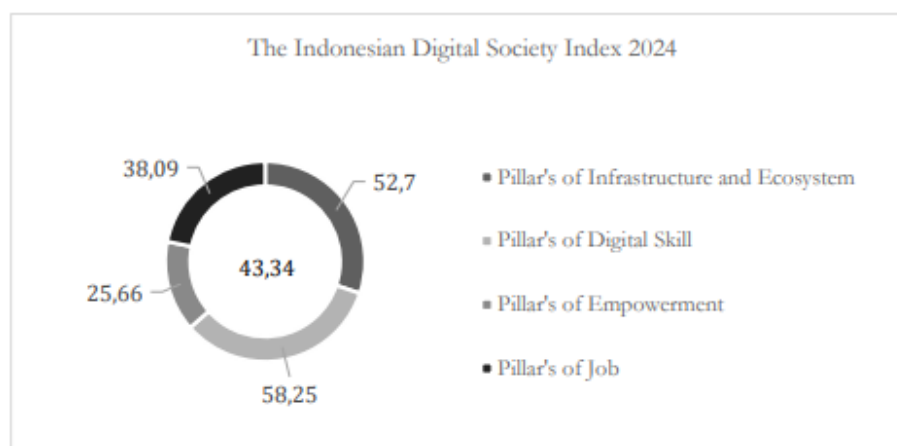 The Indonesian Digital Society Index 2024
38,09
52,7
43,34
25,66
58,25
Pillar's of Infrastructure and Ecosystem
Pillar's of Digital Skill
Pillar's of Empowerment
Pillar's of Job